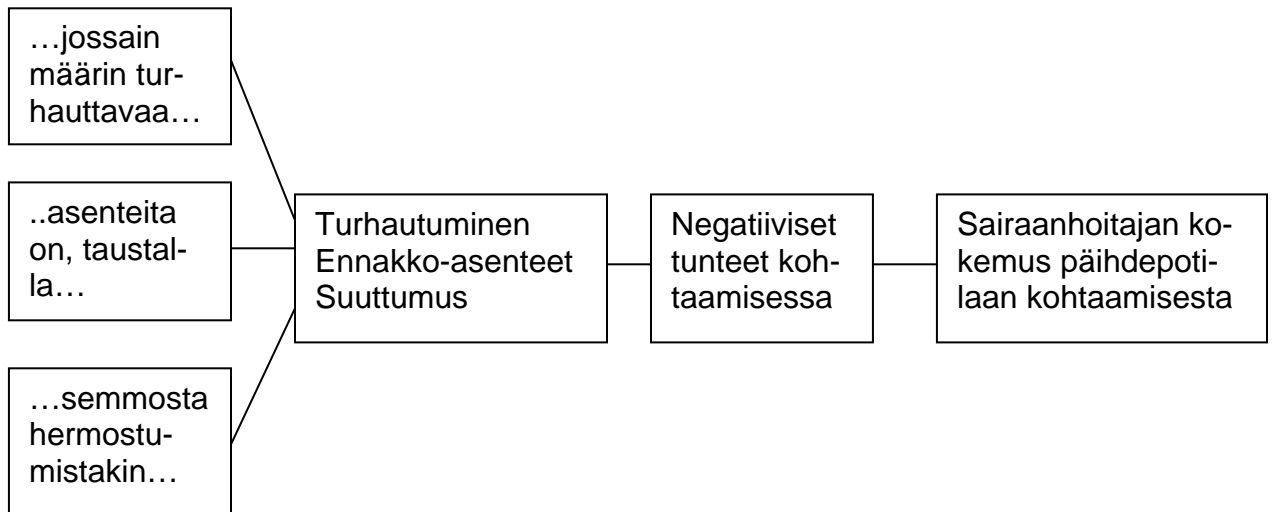 …jossain
määrin tur-
hauttavaa…
..asenteita
on, taustal-
la…
…semmosta
hermostu-
mistakin…
Turhautuminen
Ennakko-asenteet
Suuttumus
Negatiiviset
tunteet koh-
taamisessa
Sairaanhoitajan ko-
kemus päihdepoti-
laan kohtaamisesta